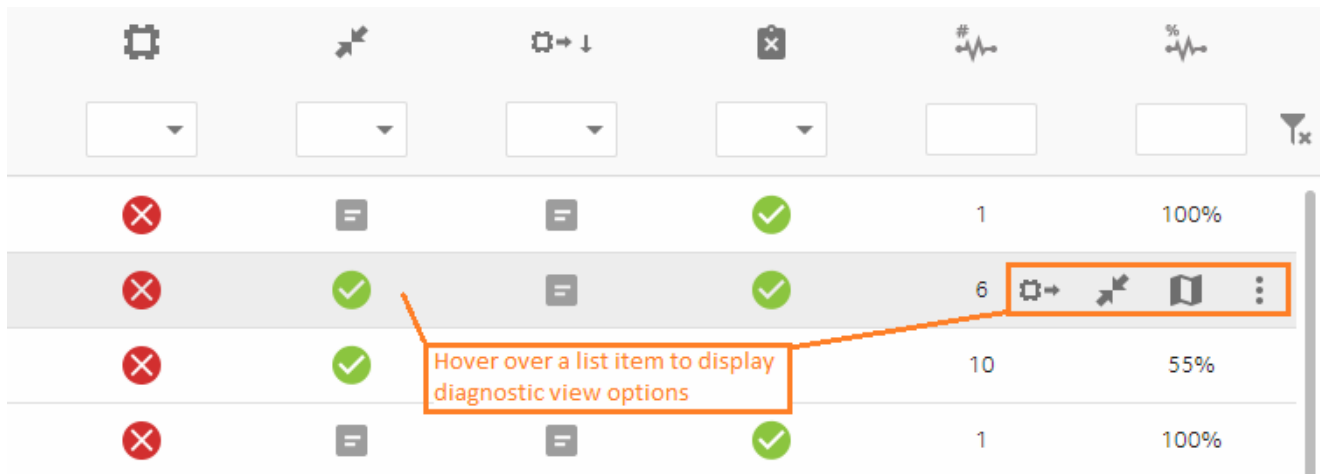 # %
1 100%
6
Hover over a list item to display
diagnostic view options
10 55%
1 100%